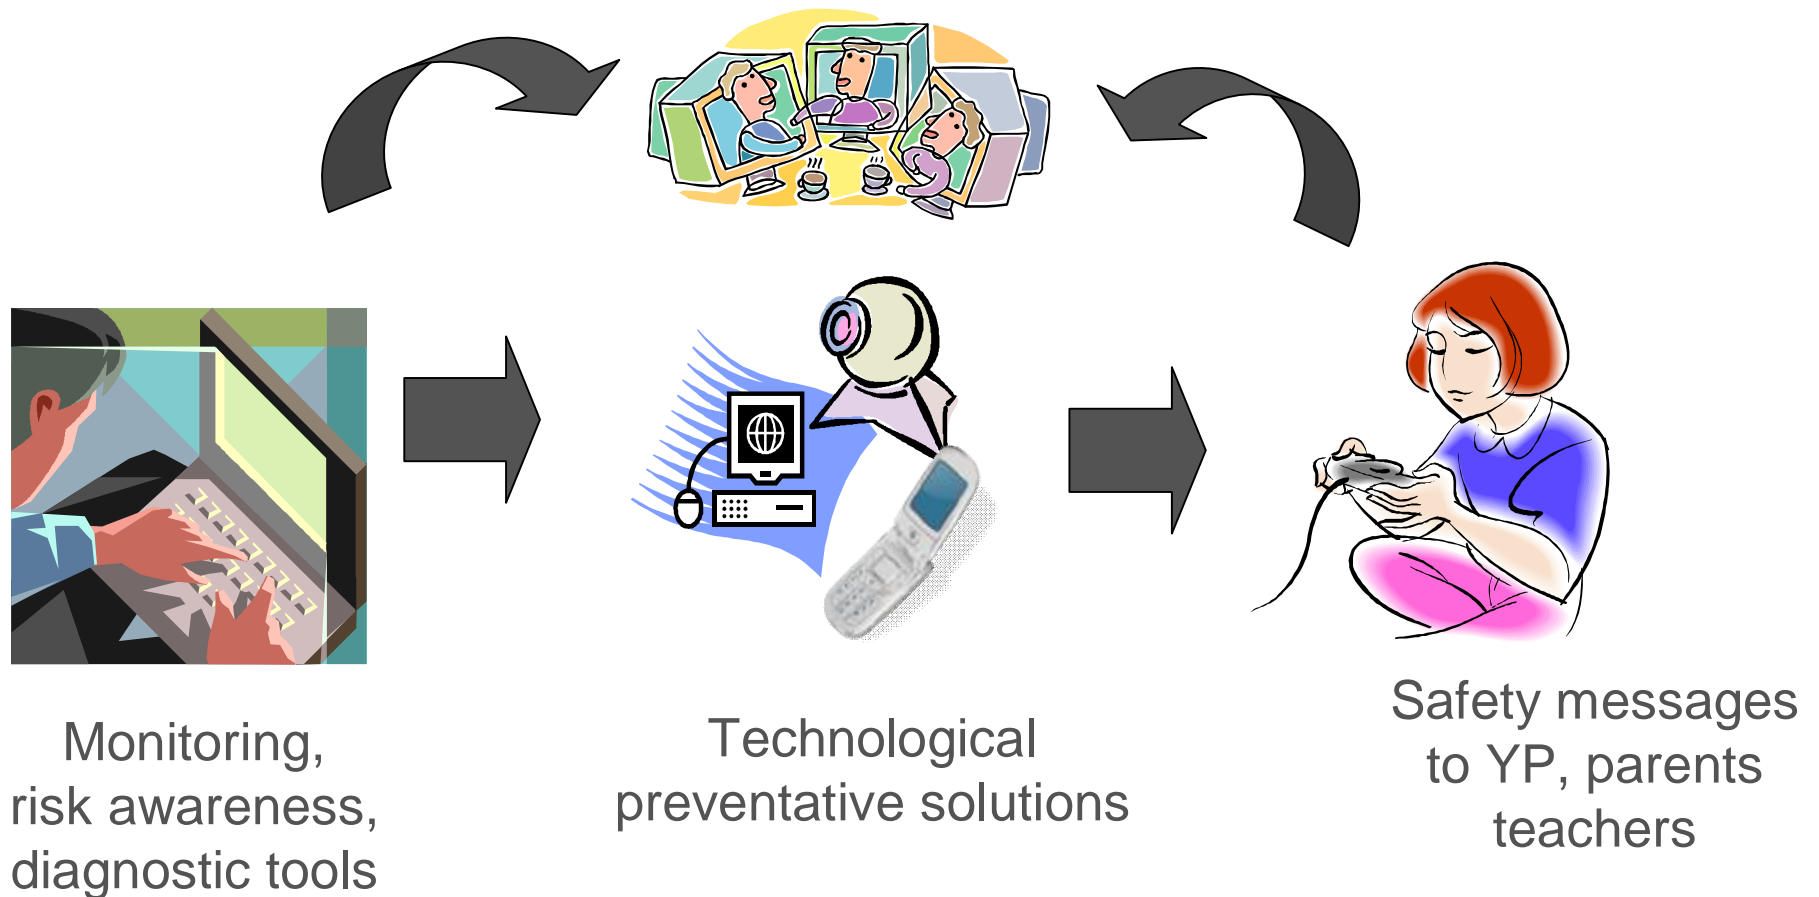 Monitoring,
risk awareness,
diagnostic tools
Technological
preventative solutions
Safety messages
to YP, parents
teachers